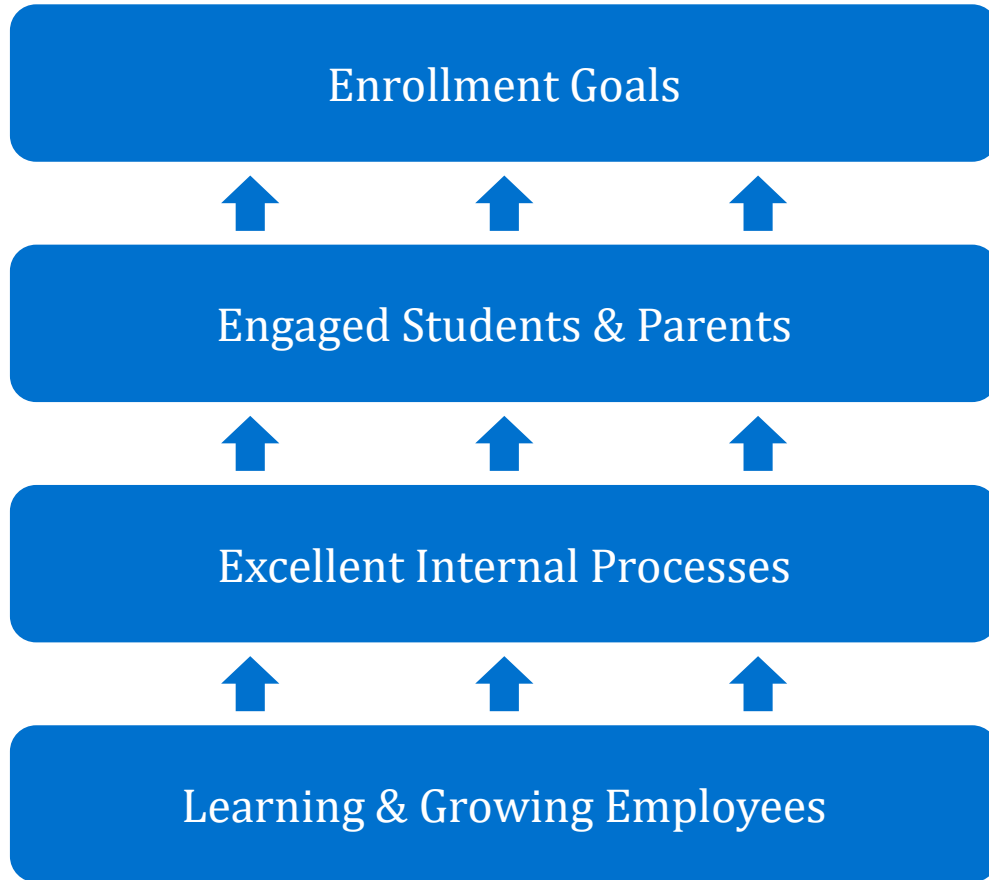 Enrollment Goals
Engaged Students & Parents
Excellent Internal Processes
Learning & Growing Employees